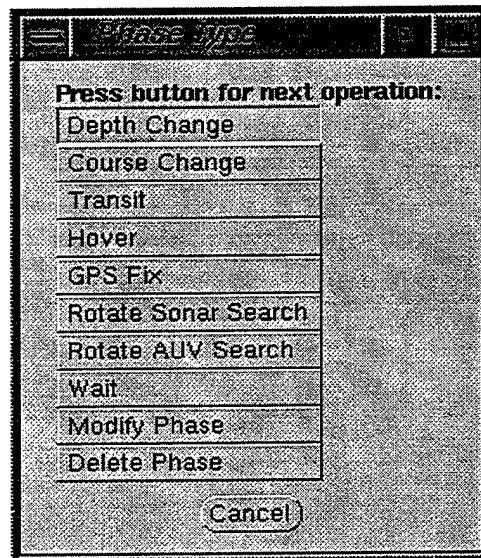 Phase type
Press button for next operation:
Depth Change
Course Change
Transit
Hover
GPS Fix
Rotate Sonar Search
Rotate AUV Search
Wait
Modify Phase
Delete Phase
Cancel